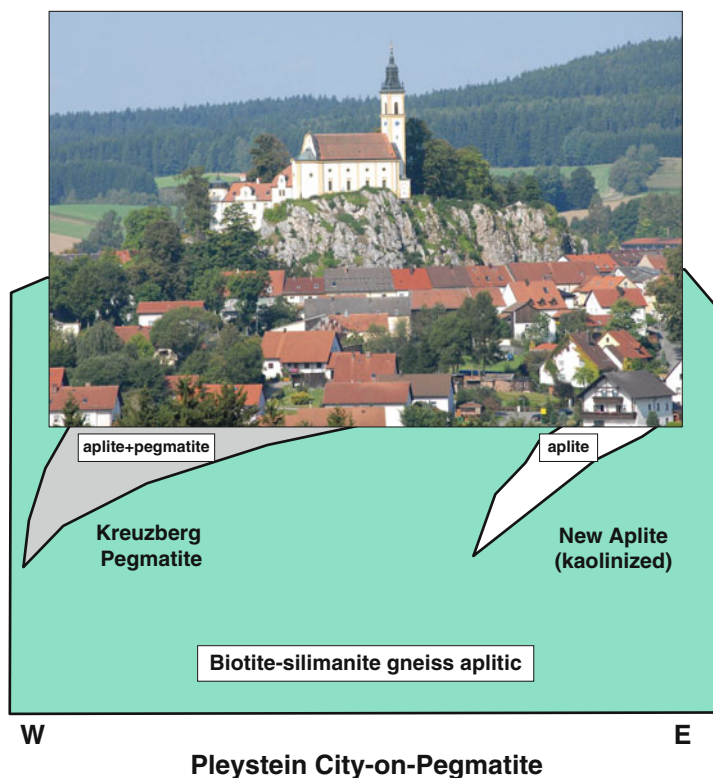 aplite+pegmatite
aplite
Kreuzberg
Pegmatite
New Aplite
(kaolinized)
Biotite-silimanite gneiss aplitic
W
E
Pleystein City-on-Pegmatite